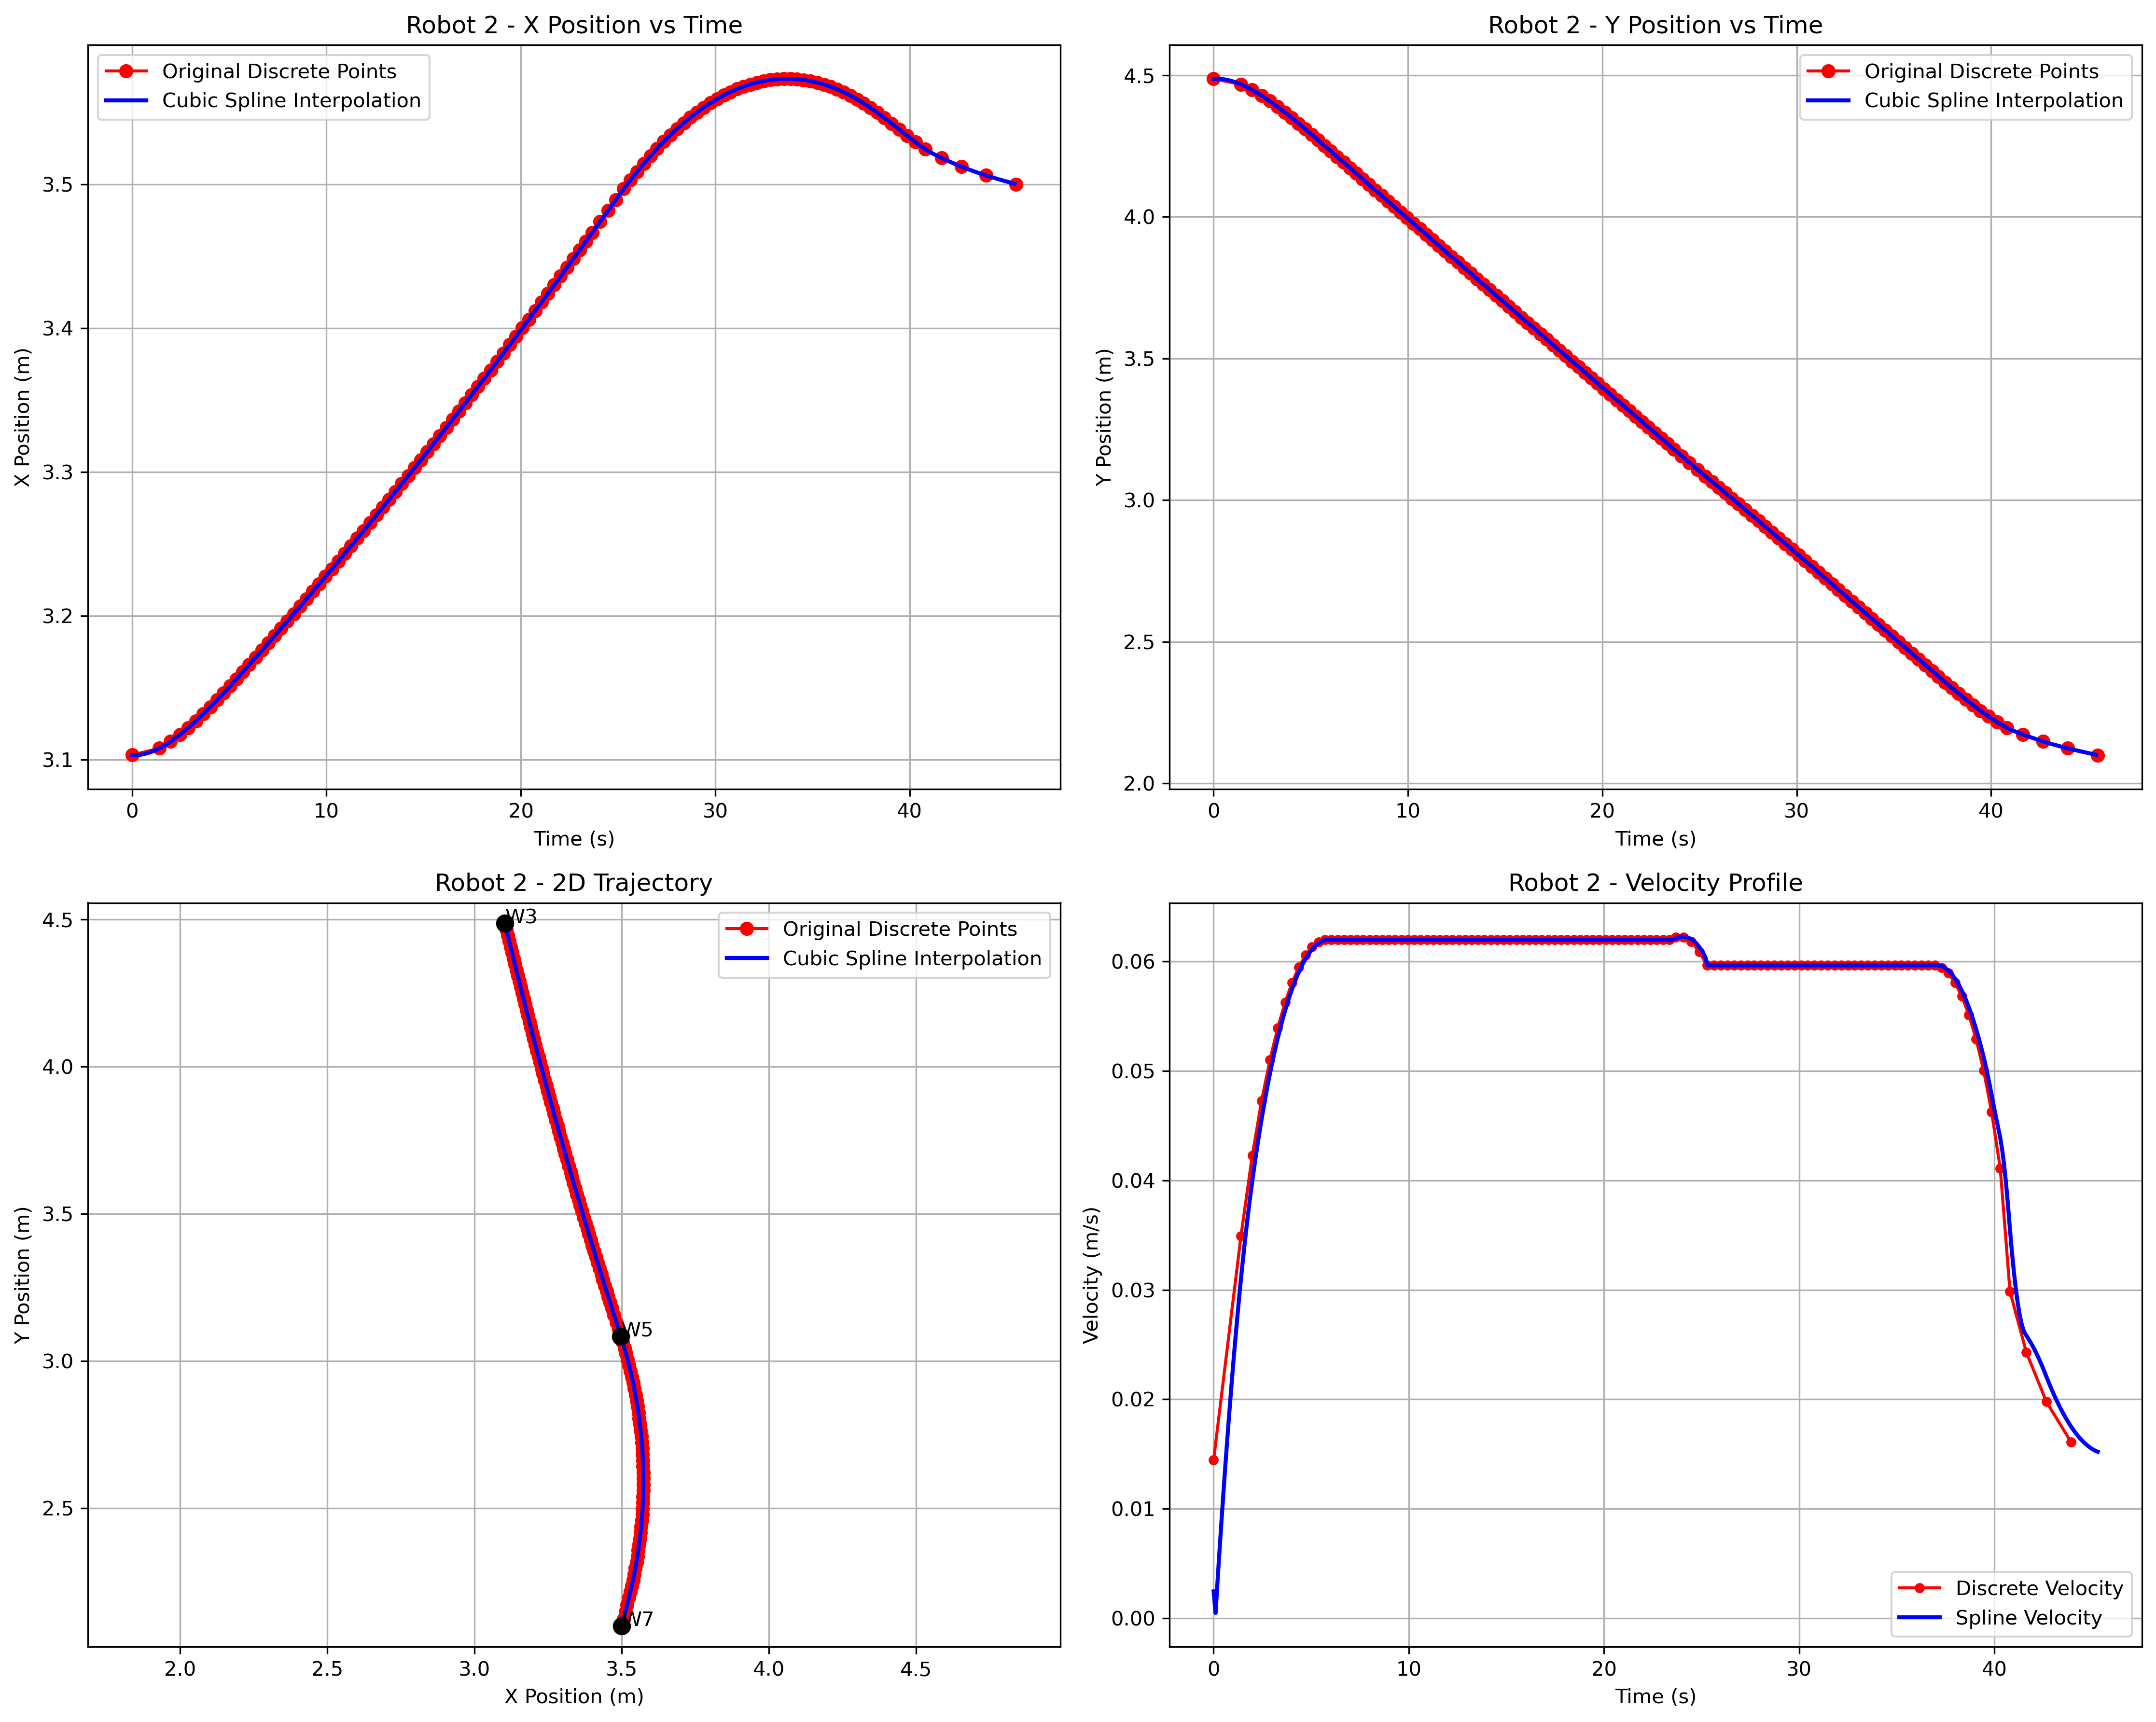 Robot 2 - X Position vs Time
Original Discrete Points
Cubic Spline Interpolation
X Position (m)
3.5
3.4
3.3
3.2
3.1
0 10 20 30 40
Time (s)
Robot 2 - Y Position vs Time
Original Discrete Points
Cubic Spline Interpolation
Y Position (m)
4.5
4.0
3.5
3.0
2.5
2.0
0 10 20 30 40
Time (s)
Robot 2 - 2D Trajectory
Original Discrete Points
Cubic Spline Interpolation
W3
W5
W7
Y Position (m)
4.5
4.0
3.5
3.0
2.5
2.0 2.5 3.0 3.5 4.0 4.5
X Position (m)
Robot 2 - Velocity Profile
Velocity (m/s)
0.06
0.05
0.04
0.03
0.02
0.01
0.00
Discrete Velocity
Spline Velocity
0 10 20 30 40
Time (s)